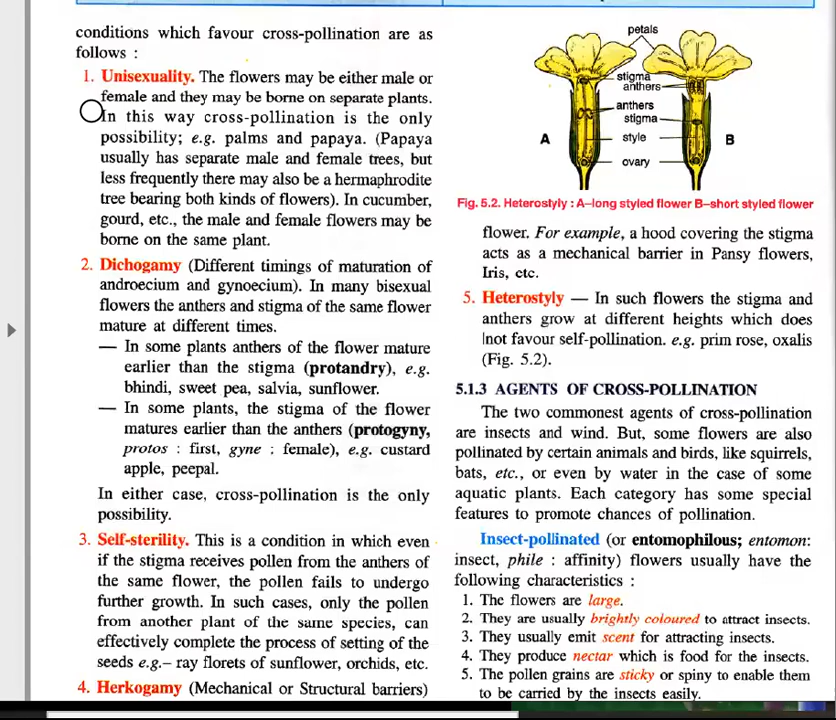 conditions which favour cross-pollination are as
follows :
1. Unisexuality. The flowers may be either male or
female and they may be borne on separate plants.
In this way cross-pollination is the only
possibility; e.g. palms and papaya. (Papaya
usually has separate male and female trees, but
less frequently there may also be a hermaphrodite
tree bearing both kinds of flowers). In cucumber,
gourd, etc., the male and female flowers may be
borne on the same plant.
2. Dichogamy (Different timings of maturation of
androecium and gynoecium). In many bisexual
flowers the anthers and stigma of the same flower
mature at different times.
— In some plants anthers of the flower mature
earlier than the stigma (protandry), e.g.
bhindi, sweet pea, salvia, sunflower.
— In some plants, the stigma of the flower
matures earlier than the anthers (protogyny,
protos : first, gyne : female), e.g. custard
apple, peepal.
In either case, cross-pollination is the only
possibility.
3. Self-sterility. This is a condition in which even
if the stigma receives pollen from the anthers of
the same flower, the pollen fails to undergo
further growth. In such cases, only the pollen
from another plant of the same species, can
effectively complete the process of setting of the
seeds e.g.– ray florets of sunflower, orchids, etc.
4. Herkogamy (Mechanical or Structural barriers)
petals
stigma
anthers
anthers
stigma
A
style
B
ovary
Fig. 5.2. Heterostyly : A–long styled flower B–short styled flower
flower. For example, a hood covering the stigma
acts as a mechanical barrier in Pansy flowers,
Iris, etc.
5. Heterostyly — In such flowers the stigma and
anthers grow at different heights which does
not favour self-pollination. e.g. prim rose, oxalis
(Fig. 5.2).
5.1.3 AGENTS OF CROSS-POLLINATION
The two commonest agents of cross-pollination
are insects and wind. But, some flowers are also
pollinated by certain animals and birds, like squirrels,
bats, etc., or even by water in the case of some
aquatic plants. Each category has some special
features to promote chances of pollination.
Insect-pollinated (or entomophilous; entomon:
insect, phile : affinity) flowers usually have the
following characteristics :
1. The flowers are large.
2. They are usually brightly coloured to attract insects.
3. They usually emit scent for attracting insects.
4. They produce nectar which is food for the insects.
5. The pollen grains are sticky or spiny to enable them
to be carried by the insects easily.